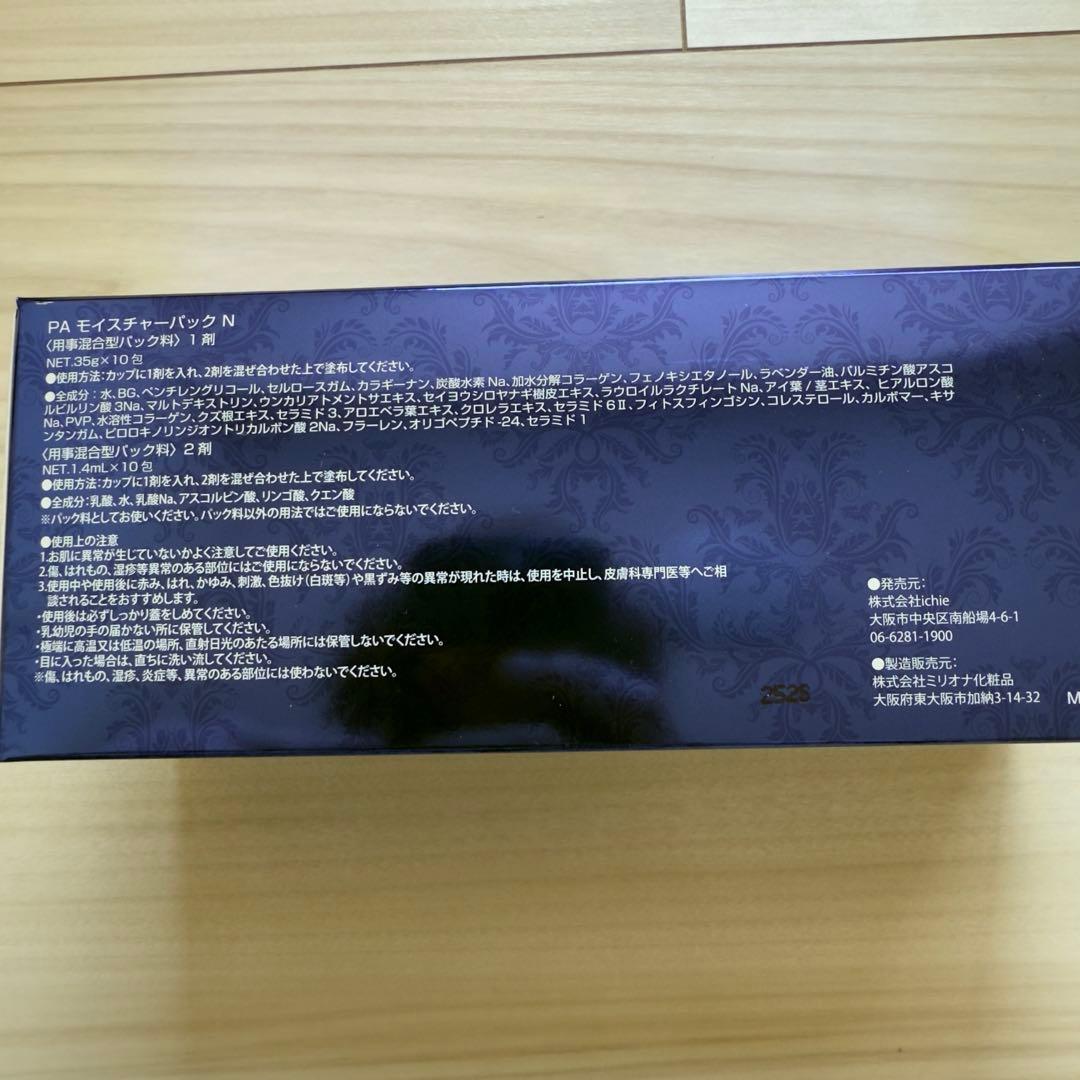 PA モイスチャーパック N
〈用事混合型パック料〉1剤
NET.35g×10包
●使用方法:カップに1剤を入れ、2剤を混ぜ合わせた上で塗布してください。
●全成分:水、BG、ペンチレングリコール、セルロースガム、カラギーナン、炭酸水素Na、加水分解コラーゲン、フェノキシエタノール、ラベンダー油、パルミチン酸アスコ
ルビルリン酸3Na、マルトデキストリン、ウンカリアトメントサエキス、セイヨウシロヤナギ樹皮エキス、ラウロイルラクチレートNa、アイ葉/茎エキス、ヒアルロン酸
Na、PVP、水溶性コラーゲン、クズ根エキス、セラミド3、アロエベラ葉エキス、クロレラエキス、セラミド6Ⅱ、フィトスフィンゴシン、コレステロール、カルボマー、キサ
ンタンガム、ピロロキノリンジオントリカルボン酸2Na、フラーレン、オリゴペプチド-24、セラミド1
〈用事混合型パック料〉2剤
NET.1.4mL×10包
●使用方法:カップに1剤を入れ、2剤を混ぜ合わせた上で塗布してください。
●全成分:乳酸、水、乳酸Na、アスコルビン酸、リンゴ酸、クエン酸
※パック料としてお使いください。パック料以外の用法ではご使用にならないでください。
●使用上の注意
1.お肌に異常が生じていないかよく注意してご使用ください。
2.傷、はれもの、湿疹等異常のある部位にはご使用にならないでください。
3.使用中や使用後に赤み、はれ、かゆみ、刺激、色抜け(白斑等)や黒ずみ等の異常が現れた時は、使用を中止し、皮膚科専門医等へご相
談されることをおすすめします。
・使用後は必ずしっかり蓋をしめてください。
・乳幼児の手の届かない所に保管してください。
・極端に高温又は低温の場所、直射日光のあたる場所には保管しないでください。
・目に入った場合は、直ちに洗い流してください。
※傷、はれもの、湿疹、炎症等、異常のある部位には使わないでください。
●発売元:
株式会社ichie
大阪市中央区南船場4-6-1
06-6281-1900
●製造販売元:
株式会社ミリオナ化粧品
大阪府東大阪市加納3-14-32
M
2526